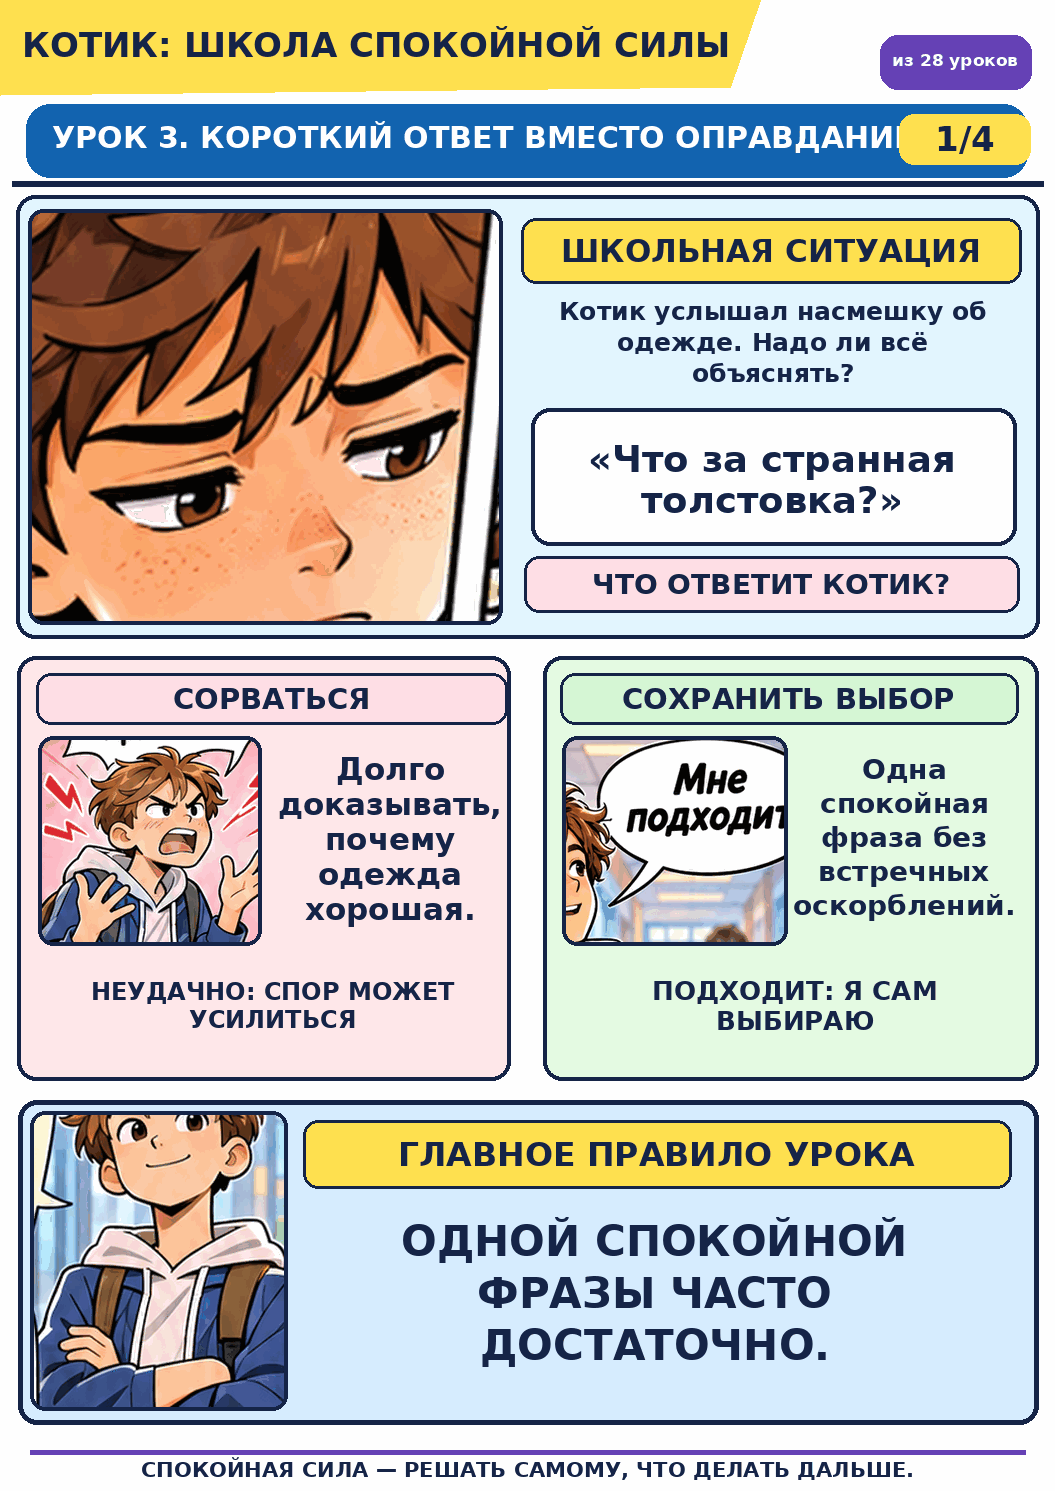 КОТИК: ШКОЛА СПОКОЙНОЙ СИЛЫ
из 28 уроков
УРОК 3. КОРОТКИЙ ОТВЕТ ВМЕСТО ОПРАВДАНИ
1/4
ШКОЛЬНАЯ СИТУАЦИЯ
Котик услышал насмешку об
одежде. Надо ли всё
объяснять?
«Что за странная
толстовка?»
ЧТО ОТВЕТИТ КОТИК?
СОРВАТЬСЯ
Долго
доказывать,
почему
одежда
хорошая.
НЕУДАЧНО: СПОР МОЖЕТ
УСИЛИТЬСЯ
СОХРАНИТЬ ВЫБОР
Мне
подходит
Одна
спокойная
фраза без
встречных
оскорблений.
ПОДХОДИТ: Я САМ
ВЫБИРАЮ
ГЛАВНОЕ ПРАВИЛО УРОКА
ОДНОЙ СПОКОЙНОЙ
ФРАЗЫ ЧАСТО
ДОСТАТОЧНО.
СПОКОЙНАЯ СИЛА — РЕШАТЬ САМОМУ, ЧТО ДЕЛАТЬ ДАЛЬШЕ.